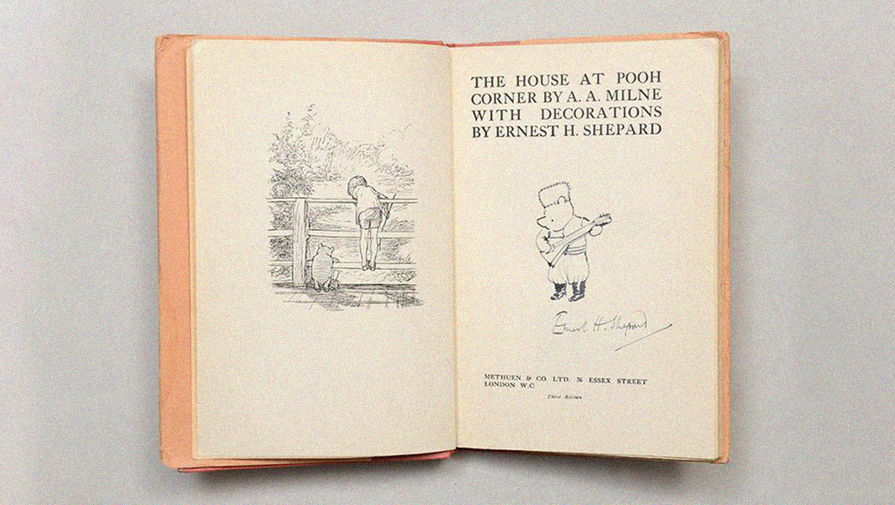 THE HOUSE AT POOH
CORNER BY A. A. MILNE
WITH DECORATIONS
BY ERNEST H. SHEPARD
Ernest H. Shepard
METHUEN & CO LTD. 36 ESSEX STREET
LONDON W.C.
Third Edition